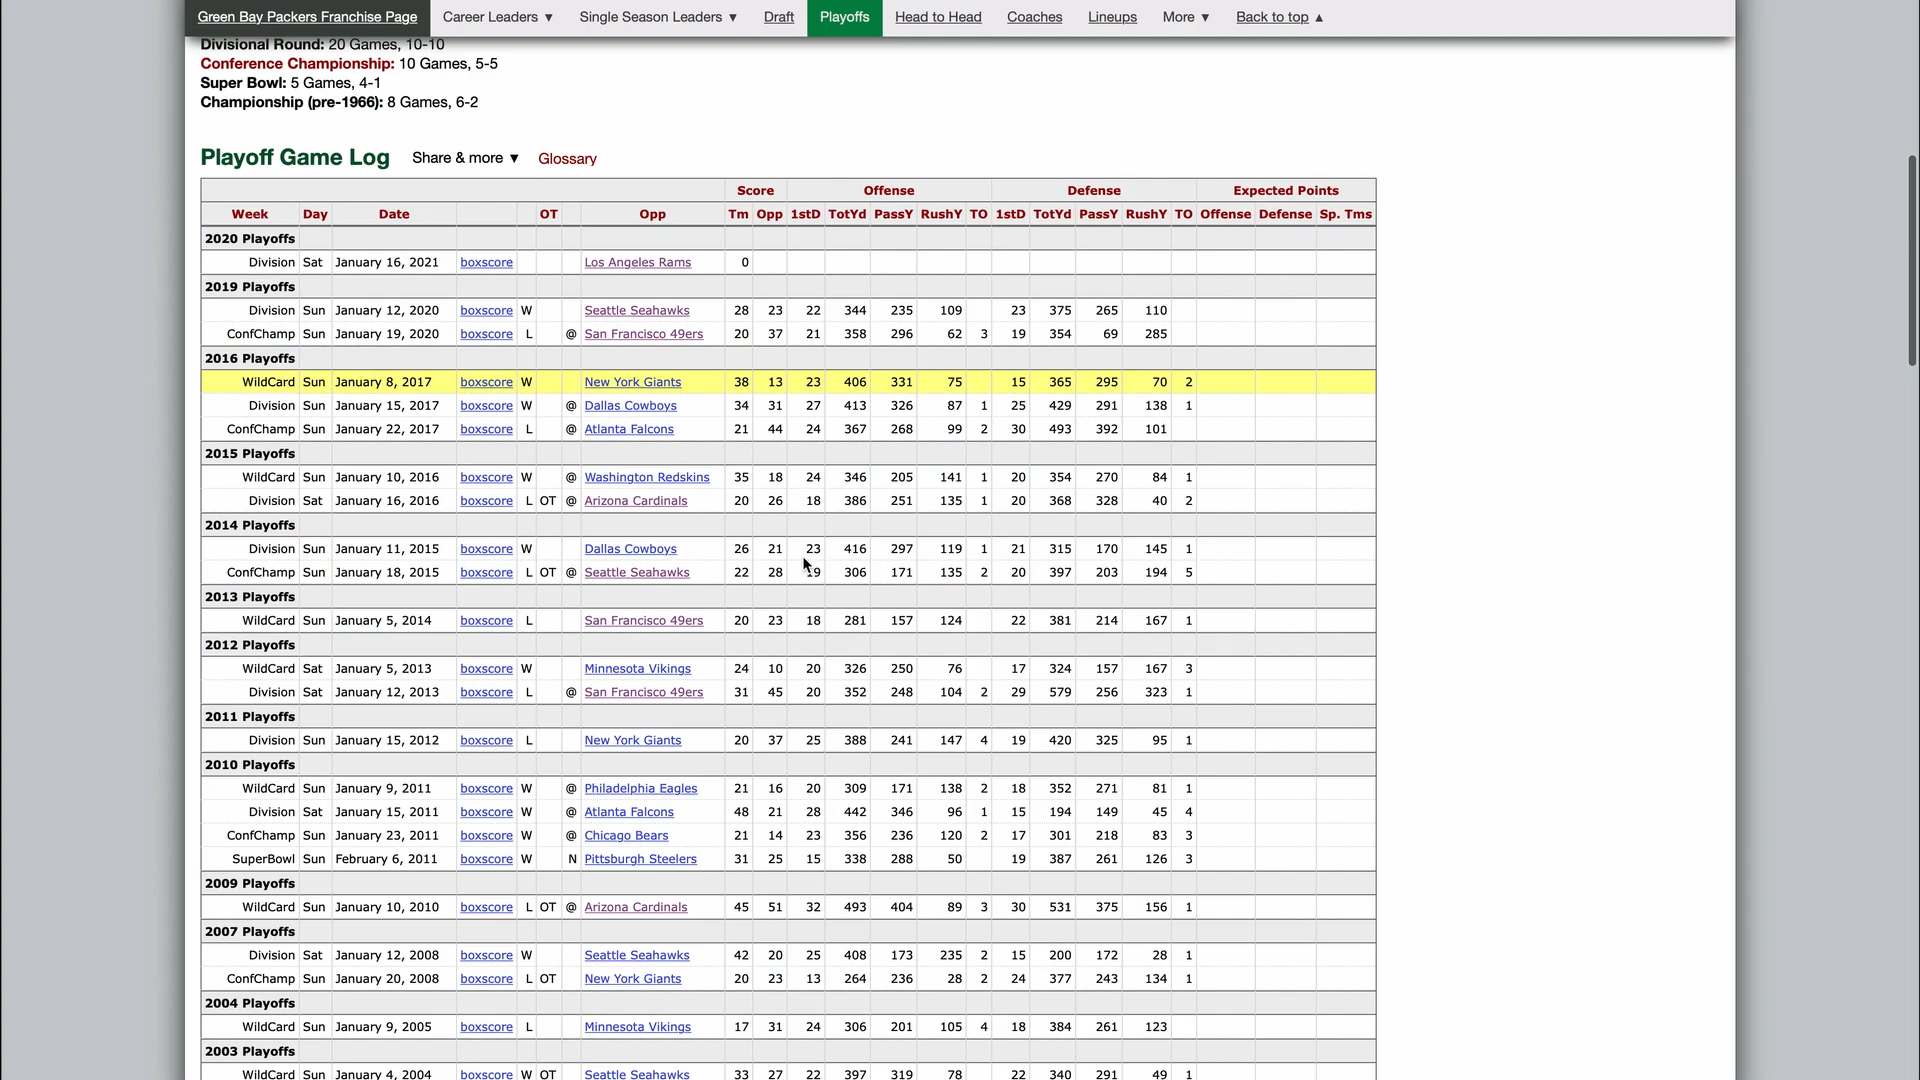 Green Bay Packers Franchise Page Career Leaders ▼ Single Season Leaders ▼ Draft Playoffs Head to Head Coaches Lineups More ▼ Back to top ▲
Divisional Round: 20 Games, 10-10
Conference Championship: 10 Games, 5-5
Super Bowl: 5 Games, 4-1
Championship (pre-1966): 8 Games, 6-2
Playoff Game Log Share & more ▼ Glossary
Score Offense Defense Expected Points
Week Day Date OT Opp Tm Opp 1stD TotYd PassY RushY TO 1stD TotYd PassY RushY TO Offense Defense Sp. Tms
2020 Playoffs
Division Sat January 16, 2021 boxscore Los Angeles Rams 0
2019 Playoffs
Division Sun January 12, 2020 boxscore W Seattle Seahawks 28 23 22 344 235 109 23 375 265 110
ConfChamp Sun January 19, 2020 boxscore L @ San Francisco 49ers 20 37 21 358 296 62 3 19 354 69 285
2016 Playoffs
WildCard Sun January 8, 2017 boxscore W New York Giants 38 13 23 406 331 75 15 365 295 70 2
Division Sun January 15, 2017 boxscore W @ Dallas Cowboys 34 31 27 413 326 87 1 25 429 291 138 1
ConfChamp Sun January 22, 2017 boxscore L @ Atlanta Falcons 21 44 24 367 268 99 2 30 493 392 101
2015 Playoffs
WildCard Sun January 10, 2016 boxscore W @ Washington Redskins 35 18 24 346 205 141 1 20 354 270 84 1
Division Sat January 16, 2016 boxscore L OT @ Arizona Cardinals 20 26 18 386 251 135 1 20 368 328 40 2
2014 Playoffs
Division Sun January 11, 2015 boxscore W Dallas Cowboys 26 21 23 416 297 119 1 21 315 170 145 1
ConfChamp Sun January 18, 2015 boxscore L OT @ Seattle Seahawks 22 28 19 306 171 135 2 20 397 203 194 5
2013 Playoffs
WildCard Sun January 5, 2014 boxscore L San Francisco 49ers 20 23 18 281 157 124 22 381 214 167 1
2012 Playoffs
WildCard Sat January 5, 2013 boxscore W Minnesota Vikings 24 10 20 326 250 76 17 324 157 167 3
Division Sat January 12, 2013 boxscore L @ San Francisco 49ers 31 45 20 352 248 104 2 29 579 256 323 1
2011 Playoffs
Division Sun January 15, 2012 boxscore L New York Giants 20 37 25 388 241 147 4 19 420 325 95 1
2010 Playoffs
WildCard Sun January 9, 2011 boxscore W @ Philadelphia Eagles 21 16 20 309 171 138 2 18 352 271 81 1
Division Sat January 15, 2011 boxscore W @ Atlanta Falcons 48 21 28 442 346 96 1 15 194 149 45 4
ConfChamp Sun January 23, 2011 boxscore W @ Chicago Bears 21 14 23 356 236 120 2 17 301 218 83 3
SuperBowl Sun February 6, 2011 boxscore W N Pittsburgh Steelers 31 25 15 338 288 50 19 387 261 126 3
2009 Playoffs
WildCard Sun January 10, 2010 boxscore L OT @ Arizona Cardinals 45 51 32 493 404 89 3 30 531 375 156 1
2007 Playoffs
Division Sat January 12, 2008 boxscore W Seattle Seahawks 42 20 25 408 173 235 2 15 200 172 28 1
ConfChamp Sun January 20, 2008 boxscore L OT New York Giants 20 23 13 264 236 28 2 24 377 243 134 1
2004 Playoffs
WildCard Sun January 9, 2005 boxscore L Minnesota Vikings 17 31 24 306 201 105 4 18 384 261 123
2003 Playoffs
WildCard Sun January 4, 2004 boxscore W OT Seattle Seahawks 33 27 22 397 319 78 22 340 291 49 1